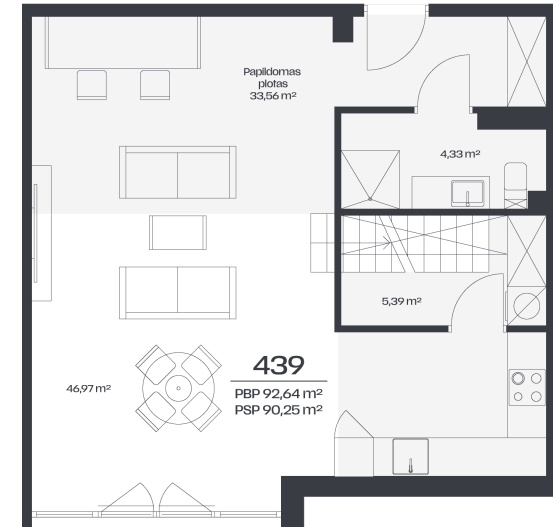 Papildomas
plotas
33,56 m²
4,33 m²
5,39 m²
46,97 m²
439
PBP 92,64 m²
PSP 90,25 m²